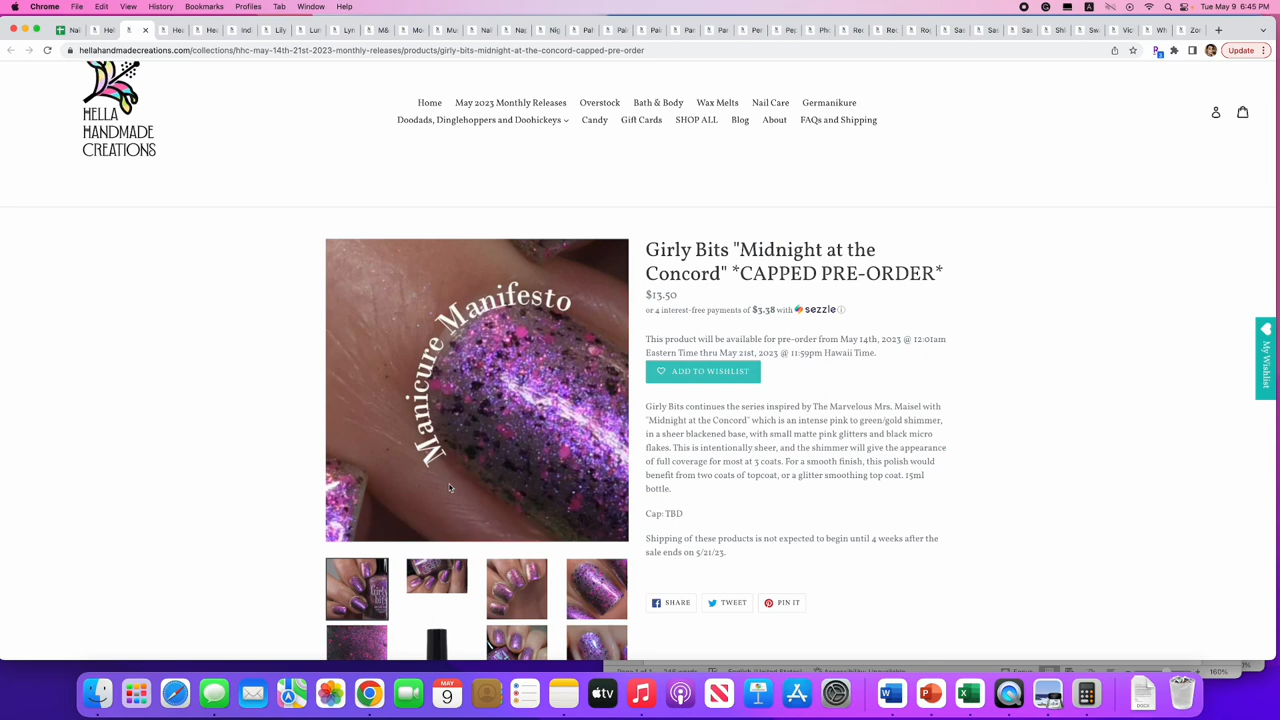 Chrome File Edit View History Bookmarks Profiles Tab Window Help
Tue May 9 6:45 PM
hellahandmadecreations.com/collections/hhc-may-14th-21st-2023-monthly-releases/products/girly-bits-midnight-at-the-concord-capped-pre-order
Update
HELLA
HANDMADE
CREATIONS
Home May 2023 Monthly Releases Overstock Bath & Body Wax Melts Nail Care Germanikure
Doodads, Dinglehoppers and Doohickeys Candy Gift Cards SHOP ALL Blog About FAQs and Shipping
Manicure Manifesto
Girly Bits "Midnight at the
Concord" *CAPPED PRE-ORDER*
$13.50
or 4 interest-free payments of $3.38 with sezzle
This product will be available for pre-order from May 14th, 2023 @ 12:01am
Eastern Time thru May 21st, 2023 @ 11:59pm Hawaii Time.
ADD TO WISHLIST
My Wishlist
Girly Bits continues the series inspired by The Marvelous Mrs. Maisel with
"Midnight at the Concord" which is an intense pink to green/gold shimmer,
in a sheer blackened base, with small matte pink glitters and black micro
flakes. This is intentionally sheer, and the shimmer will give the appearance
of full coverage for most at 3 coats. For a smooth finish, this polish would
benefit from two coats of topcoat, or a glitter smoothing top coat. 15ml
bottle.
Cap: TBD
Shipping of these products is not expected to begin until 4 weeks after the
sale ends on 5/21/23.
SHARE TWEET PIN IT
English (United States)
160%
MAY
9